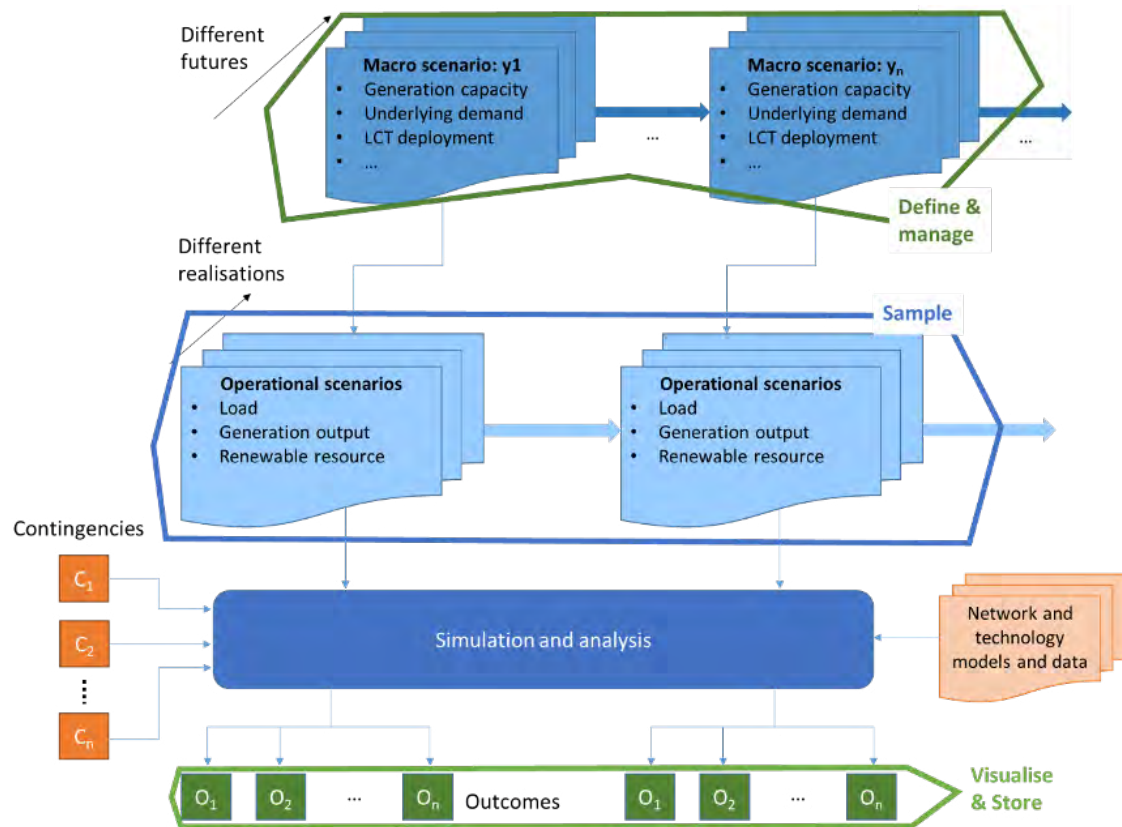 Different
futures
Macro scenario: y1
• Generation capacity
• Underlying demand
• LCT deployment
• ...
...
Macro scenario: yn
• Generation capacity
• Underlying demand
• LCT deployment
• ...
...
Define &
manage
Different
realisations
Sample
Operational scenarios
• Load
• Generation output
• Renewable resource
Operational scenarios
• Load
• Generation output
• Renewable resource
Contingencies
C1
C2
Cn
Simulation and analysis
Network and
technology
models and data
O1 O2 ... On Outcomes O1 O2 ... On
Visualise
& Store